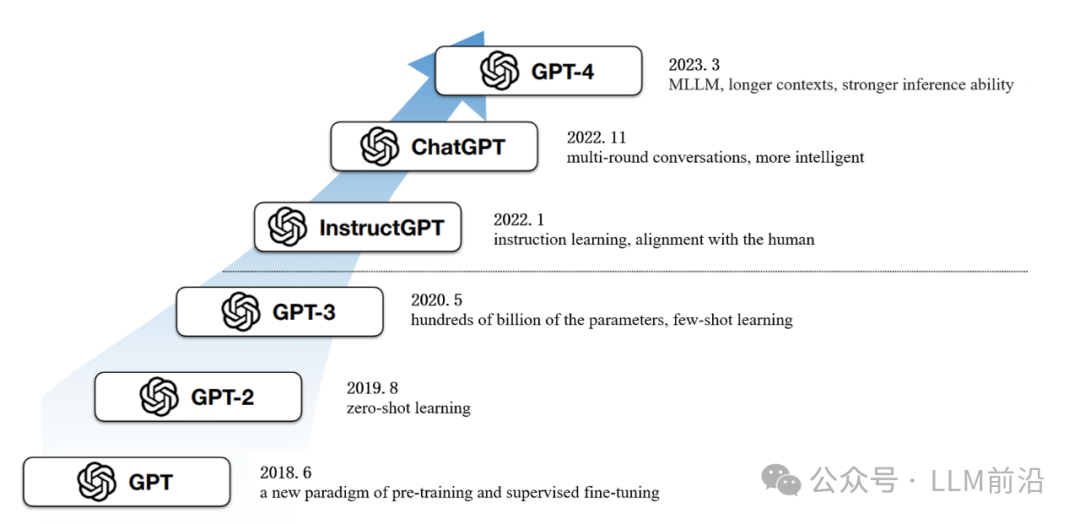 GPT-4
2023. 3
MLLM, longer contexts, stronger inference ability
ChatGPT
2022. 11
multi-round conversations, more intelligent
InstructGPT
2022. 1
instruction learning, alignment with the human
GPT-3
2020. 5
hundreds of billion of the parameters, few-shot learning
GPT-2
2019. 8
zero-shot learning
GPT
2018. 6
a new paradigm of pre-training and supervised fine-tuning
公众号 · LLM前沿